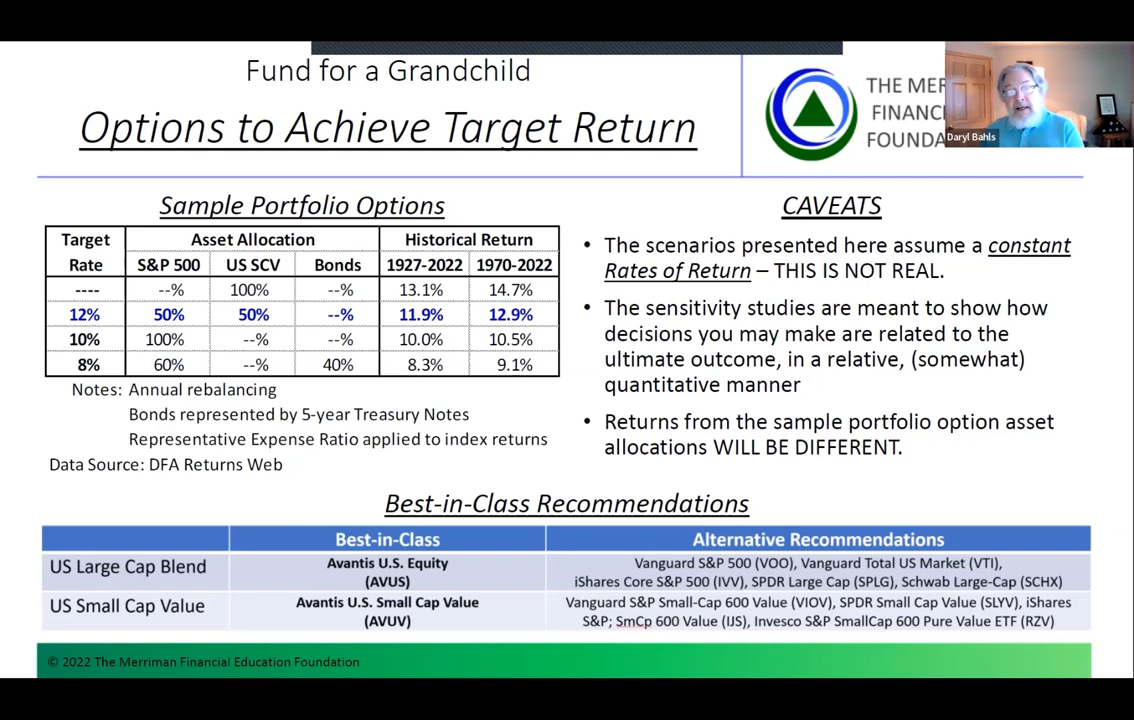 Fund for a Grandchild
Options to Achieve Target Return
THE MER
FINANC
FOUNDA
Daryl Bahls
Sample Portfolio Options
Target Rate | Asset Allocation | Historical Return
S&P 500 | US SCV | Bonds | 1927-2022 | 1970-2022
---- | --% | 100% | --% | 13.1% | 14.7%
12% | 50% | 50% | --% | 11.9% | 12.9%
10% | 100% | --% | --% | 10.0% | 10.5%
8% | 60% | --% | 40% | 8.3% | 9.1%
Notes: Annual rebalancing
Bonds represented by 5-year Treasury Notes
Representative Expense Ratio applied to index returns
Data Source: DFA Returns Web
CAVEATS
• The scenarios presented here assume a constant
Rates of Return – THIS IS NOT REAL.
• The sensitivity studies are meant to show how
decisions you may make are related to the
ultimate outcome, in a relative, (somewhat)
quantitative manner
• Returns from the sample portfolio option asset
allocations WILL BE DIFFERENT.
Best-in-Class Recommendations
Best-in-Class | Alternative Recommendations
US Large Cap Blend
Avantis U.S. Equity
(AVUS)
Vanguard S&P 500 (VOO), Vanguard Total US Market (VTI),
iShares Core S&P 500 (IVV), SPDR Large Cap (SPLG), Schwab Large-Cap (SCHX)
US Small Cap Value
Avantis U.S. Small Cap Value
(AVUV)
Vanguard S&P Small-Cap 600 Value (VIOV), SPDR Small Cap Value (SLYV), iShares
S&P; SmCp 600 Value (IJS), Invesco S&P SmallCap 600 Pure Value ETF (RZV)
© 2022 The Merriman Financial Education Foundation